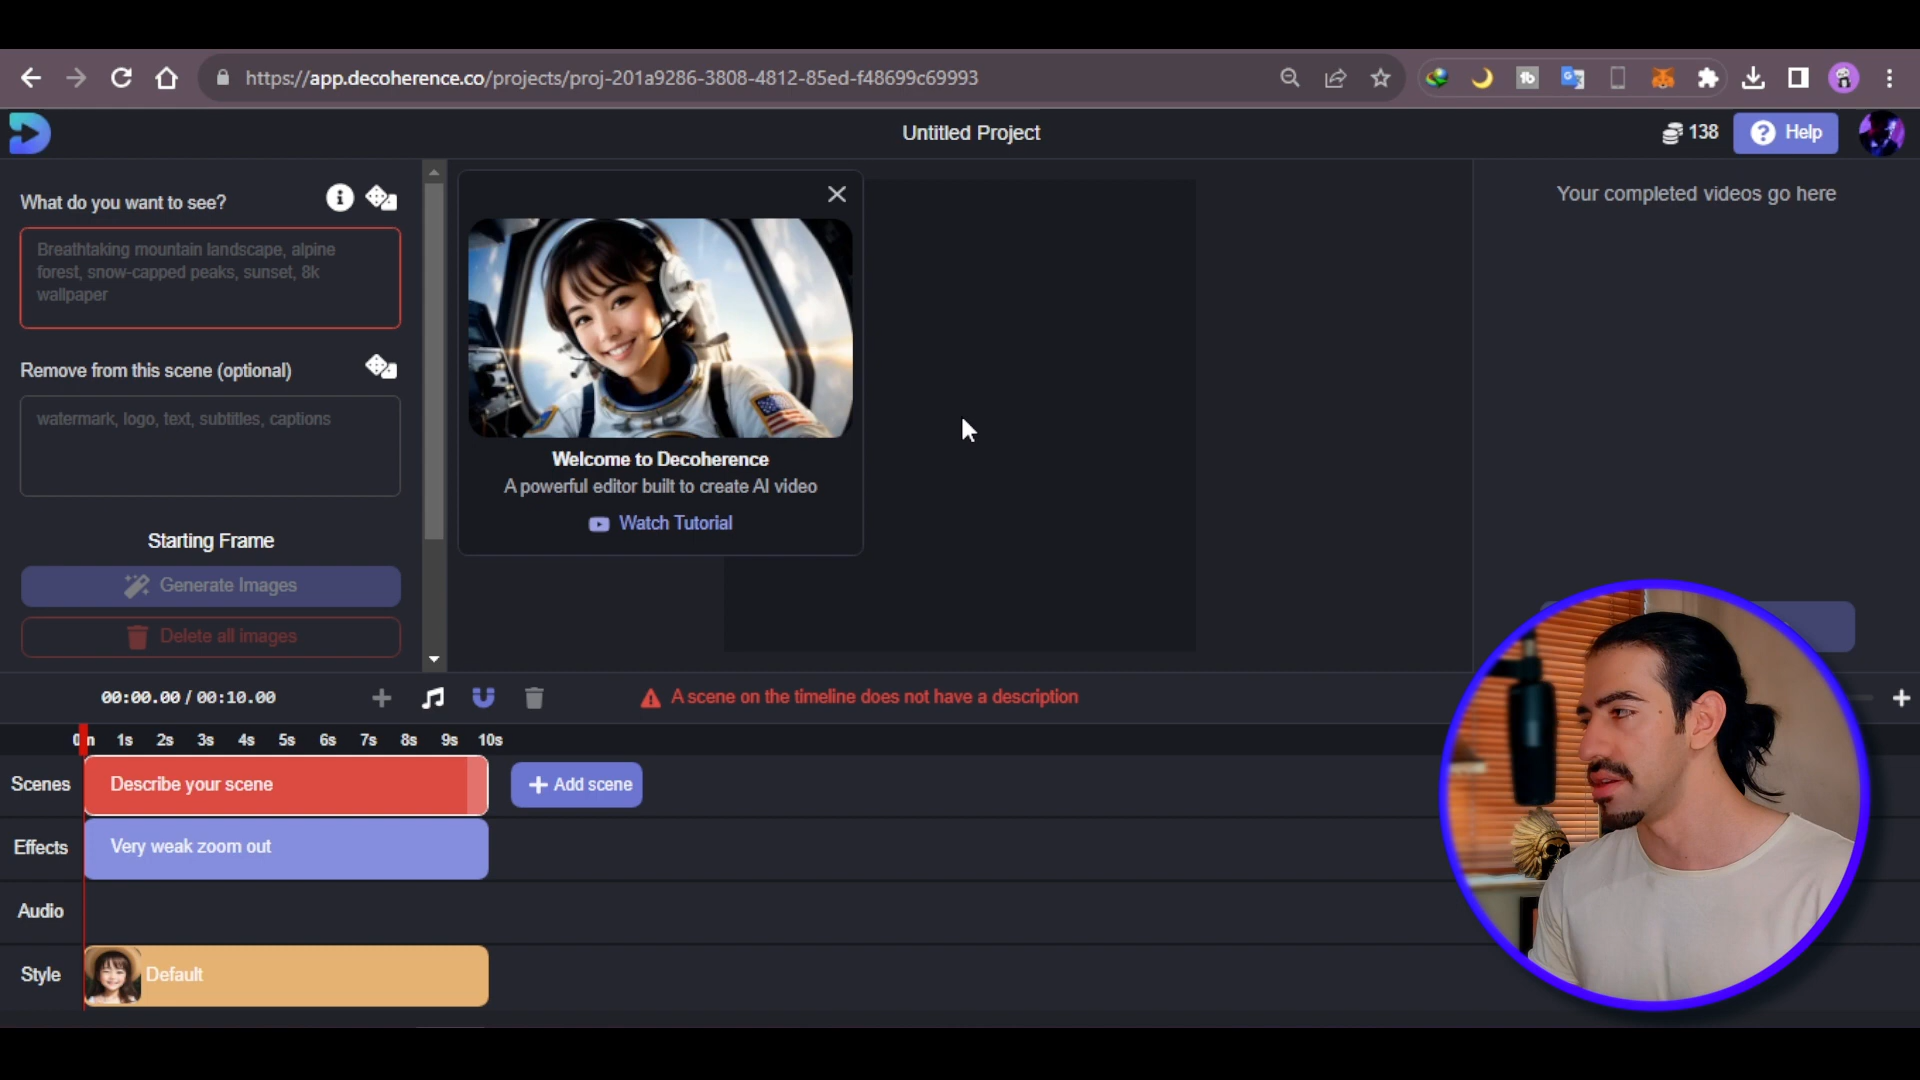 https://app.decoherence.co/projects/proj-201a9286-3808-4812-85ed-f48699c69993
Untitled Project
138
Help
What do you want to see?
Breathtaking mountain landscape, alpine
forest, snow-capped peaks, sunset, 8k
wallpaper
Remove from this scene (optional)
watermark, logo, text, subtitles, captions
Starting Frame
Generate Images
Delete all images
Welcome to Decoherence
A powerful editor built to create AI video
Watch Tutorial
Your completed videos go here
00:00.00 / 00:10.00
A scene on the timeline does not have a description
1s 2s 3s 4s 5s 6s 7s 8s 9s 10s
Scenes
Describe your scene
Add scene
Effects
Very weak zoom out
Audio
Style
Default